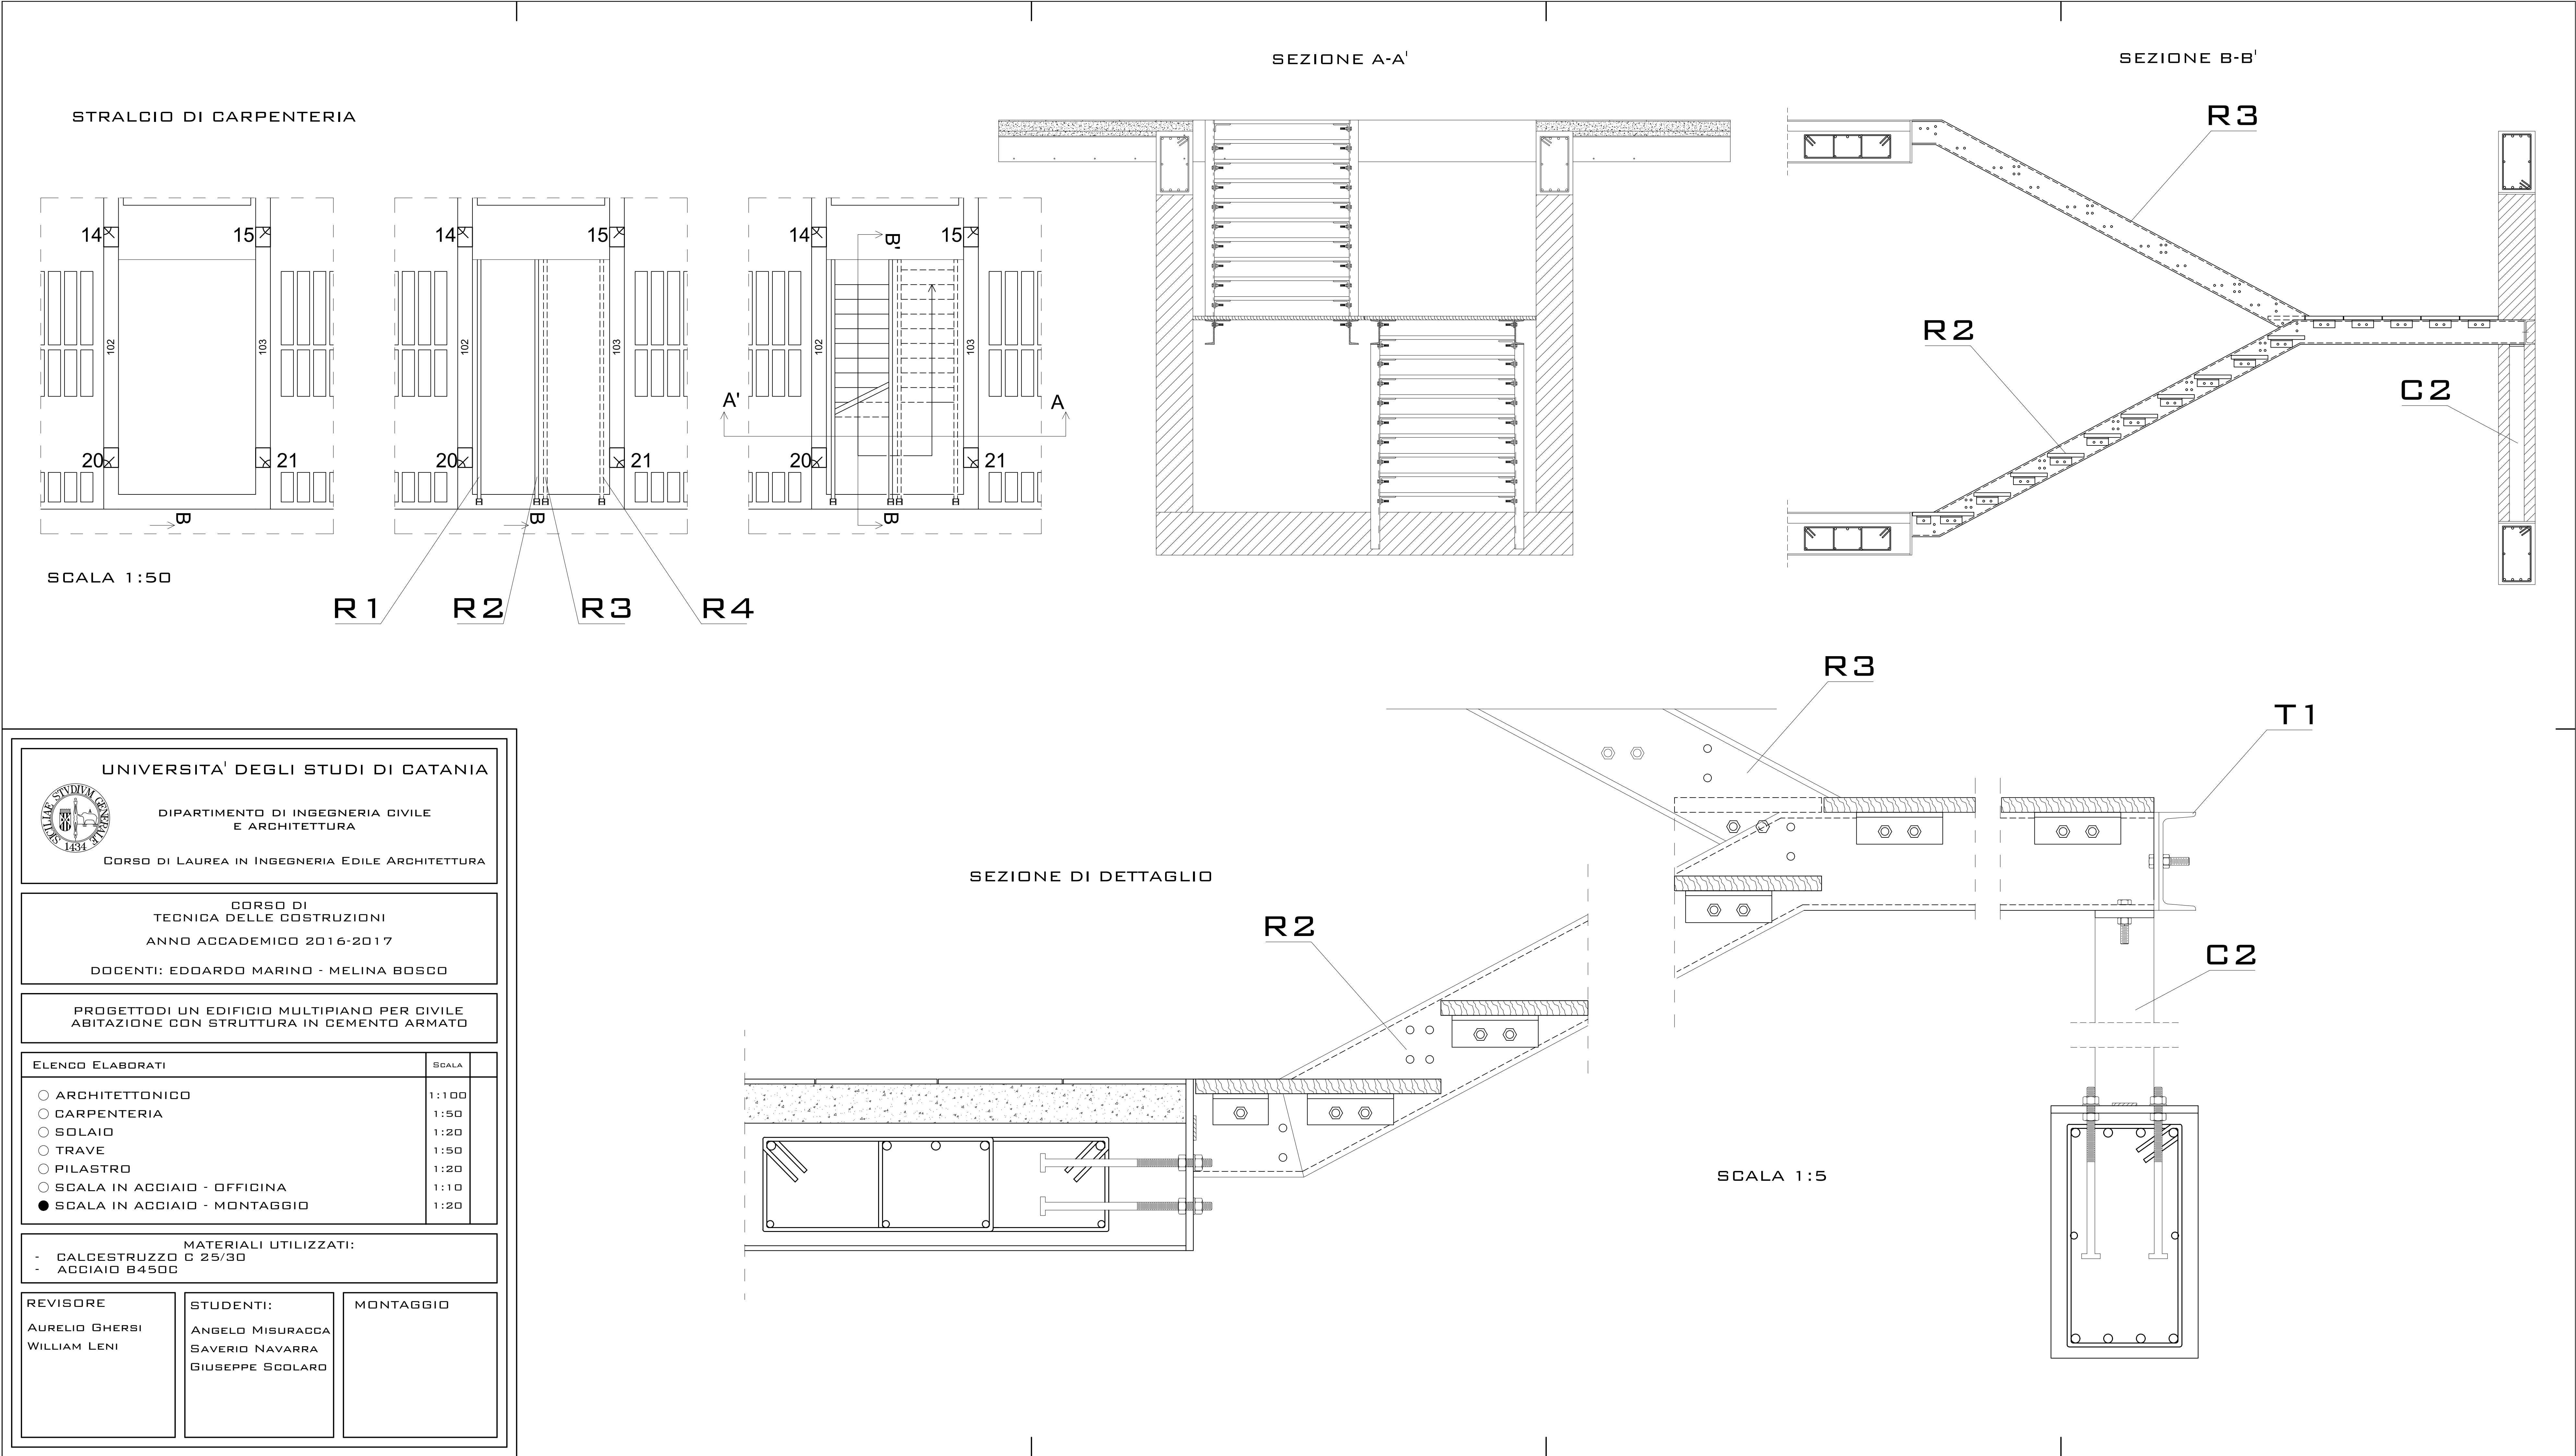 SEZIONE A-A'
SEZIONE B-B'
STRALCIO DI CARPENTERIA
R3
R2
C2
14
15
102
103
20
21
B
14
15
102
103
20
21
B
14
15
B'
102
103
A'
A
20
21
B
SCALA 1:50
R1
R2
R3
R4
R3
T1
SEZIONE DI DETTAGLIO
R2
C2
SCALA 1:5
UNIVERSITA' DEGLI STUDI DI CATANIA
SICILIAE STVDIVM GENERALE
1434
DIPARTIMENTO DI INGEGNERIA CIVILE
E ARCHITETTURA
CORSO DI LAUREA IN INGEGNERIA EDILE ARCHITETTURA
CORSO DI
TECNICA DELLE COSTRUZIONI
ANNO ACCADEMICO 2016-2017
DOCENTI: EDOARDO MARINO - MELINA BOSCO
PROGETTODI UN EDIFICIO MULTIPIANO PER CIVILE
ABITAZIONE CON STRUTTURA IN CEMENTO ARMATO
ELENCO ELABORATI SCALA
ARCHITETTONICO 1:100
CARPENTERIA 1:50
SOLAIO 1:20
TRAVE 1:50
PILASTRO 1:20
SCALA IN ACCIAIO - OFFICINA 1:10
SCALA IN ACCIAIO - MONTAGGIO 1:20
MATERIALI UTILIZZATI:
- CALCESTRUZZO C 25/30
- ACCIAIO B450C
REVISORE
AURELIO GHERSI
WILLIAM LENI
STUDENTI:
ANGELO MISURACCA
SAVERIO NAVARRA
GIUSEPPE SCOLARO
MONTAGGIO